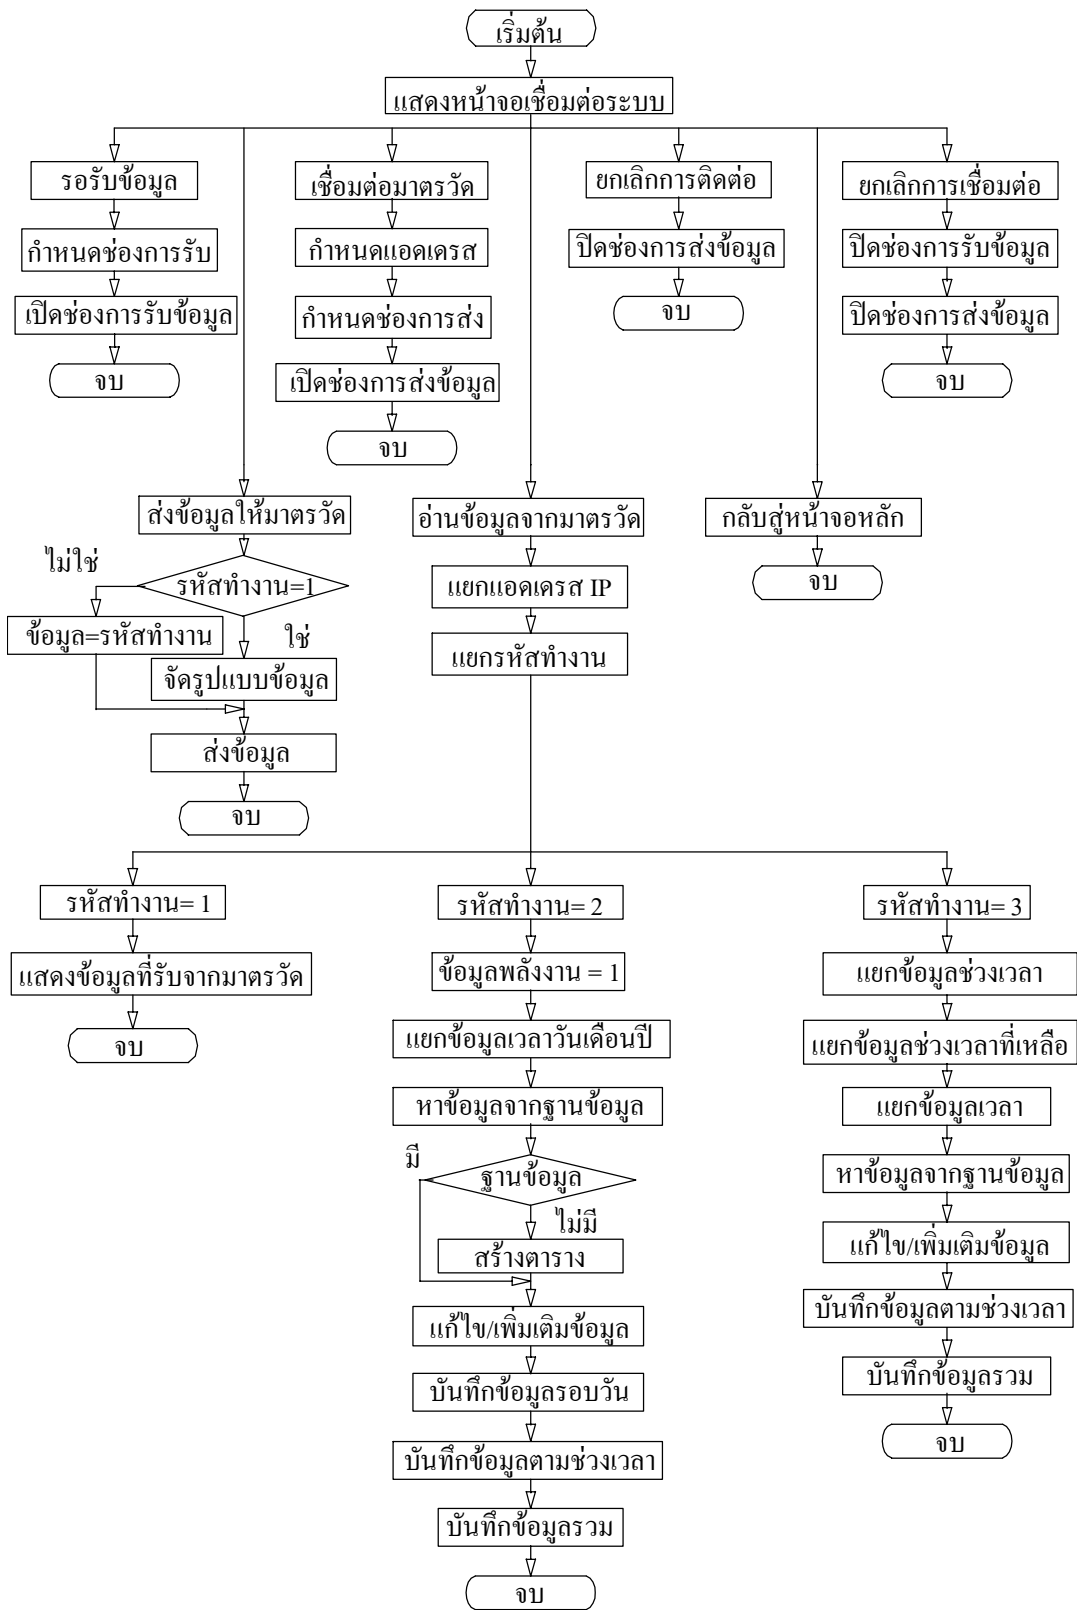 เริ่มต้น
แสดงหน้าจอเชื่อมต่อระบบ
รอรับข้อมูล
กำหนดช่องการรับ
เปิดช่องการรับข้อมูล
จบ
เชื่อมต่อมาตรวัด
กำหนดแอดเดรส
กำหนดช่องการส่ง
เปิดช่องการส่งข้อมูล
จบ
ยกเลิกการติดต่อ
ปิดช่องการส่งข้อมูล
จบ
ยกเลิกการเชื่อมต่อ
ปิดช่องการรับข้อมูล
ปิดช่องการส่งข้อมูล
จบ
ส่งข้อมูลให้มาตรวัด
ไม่ใช่
รหัสทำงาน=1
ข้อมูล=รหัสทำงาน
ใช่
จัดรูปแบบข้อมูล
ส่งข้อมูล
จบ
อ่านข้อมูลจากมาตรวัด
แยกแอดเดรส IP
แยกรหัสทำงาน
กลับสู่หน้าจอหลัก
จบ
รหัสทำงาน= 1
แสดงข้อมูลที่รับจากมาตรวัด
จบ
รหัสทำงาน= 2
ข้อมูลพลังงาน = 1
แยกข้อมูลเวลาวันเดือนปี
หาข้อมูลจากฐานข้อมูล
มี
ฐานข้อมูล
ไม่มี
สร้างตาราง
แก้ไข/เพิ่มเติมข้อมูล
บันทึกข้อมูลรอบวัน
บันทึกข้อมูลตามช่วงเวลา
บันทึกข้อมูลรวม
จบ
รหัสทำงาน= 3
แยกข้อมูลช่วงเวลา
แยกข้อมูลช่วงเวลาที่เหลือ
แยกข้อมูลเวลา
หาข้อมูลจากฐานข้อมูล
แก้ไข/เพิ่มเติมข้อมูล
บันทึกข้อมูลตามช่วงเวลา
บันทึกข้อมูลรวม
จบ